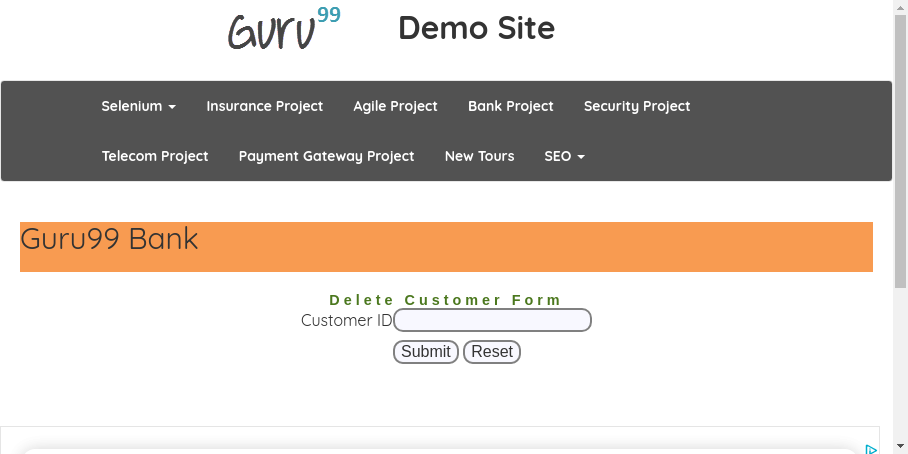 Guru99 Demo Site
Selenium Insurance Project Agile Project Bank Project Security Project
Telecom Project Payment Gateway Project New Tours SEO
Guru99 Bank
Delete Customer Form
Customer ID
Submit Reset